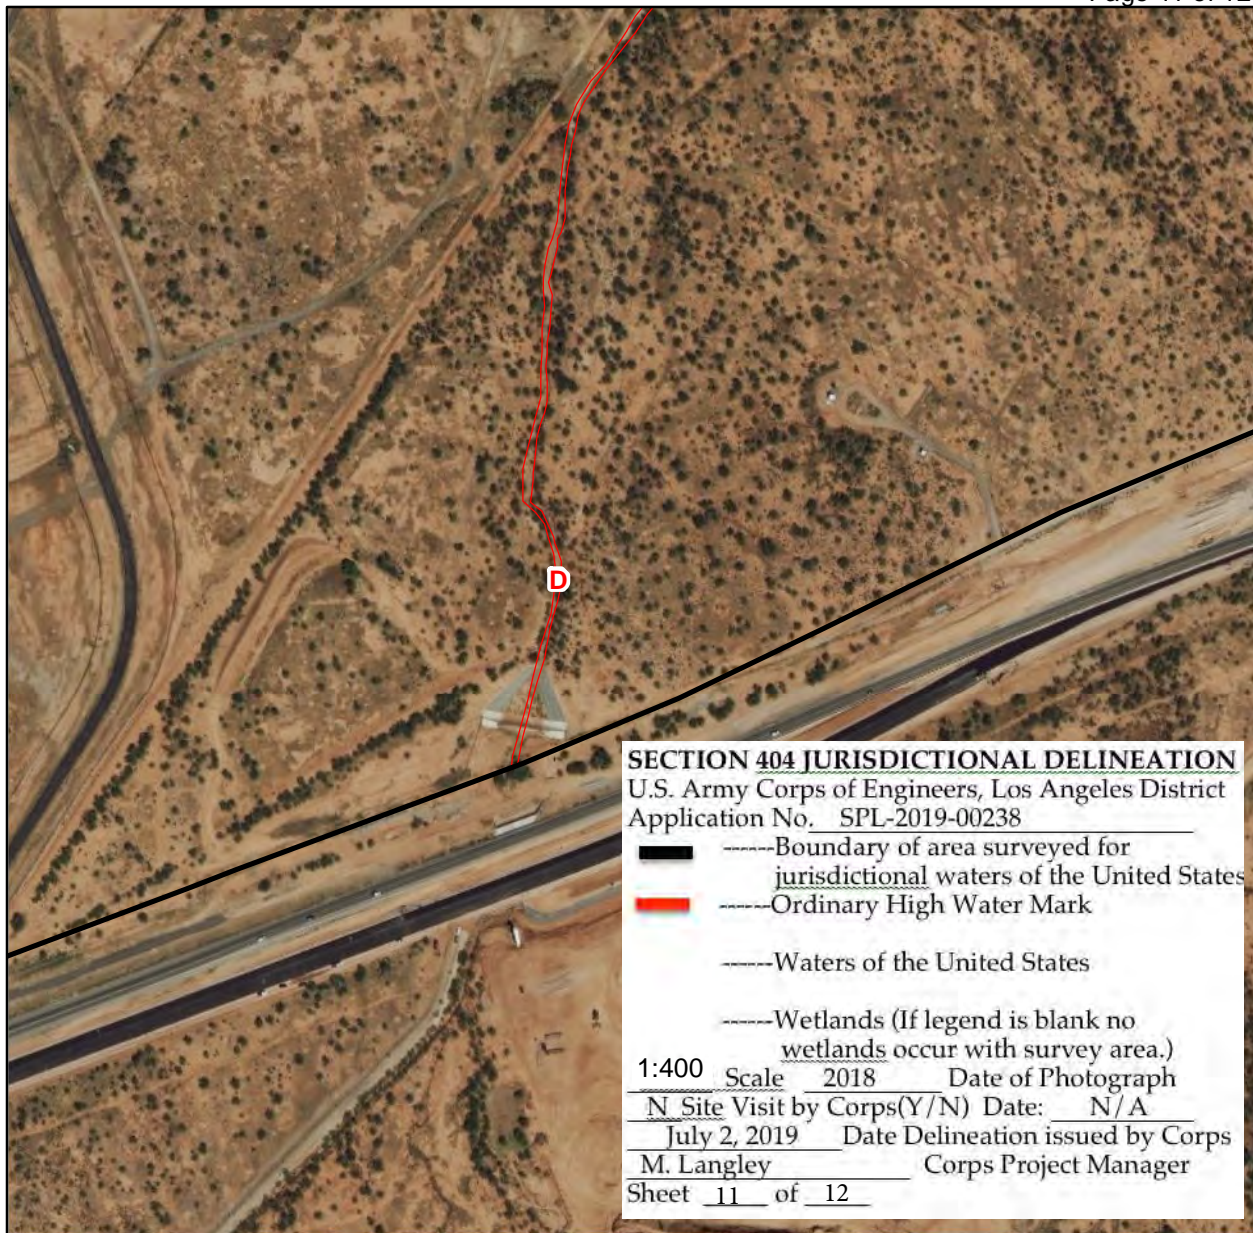 D
SECTION 404 JURISDICTIONAL DELINEATION
U.S. Army Corps of Engineers, Los Angeles District
Application No. SPL-2019-00238
------Boundary of area surveyed for
jurisdictional waters of the United States
------Ordinary High Water Mark
------Waters of the United States
------Wetlands (If legend is blank no
wetlands occur with survey area.)
1:400 Scale 2018 Date of Photograph
N Site Visit by Corps(Y/N) Date: N/A
July 2, 2019 Date Delineation issued by Corps
M. Langley Corps Project Manager
Sheet 11 of 12